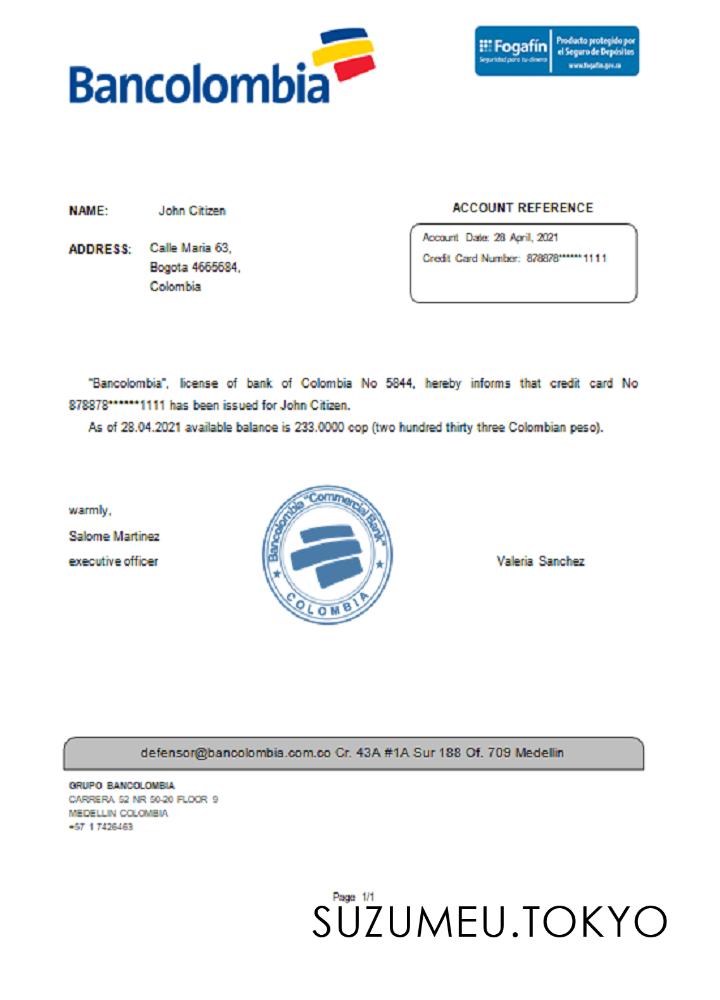 Bancolombia
Fogafín
Seguridad para tu dinero
Producto protegido por
el Seguro de Depósitos
www.fogafin.gov.co
NAME: John Citizen
ADDRESS: Calle Maria 63,
Bogota 4665684,
Colombia
ACCOUNT REFERENCE
Account Date: 28 April, 2021
Credit Card Number: 878878******1111
"Bancolombia", license of bank of Colombia No 5844, hereby informs that credit card No
878878******1111 has been issued for John Citizen.
As of 28.04.2021 available balance is 233.0000 cop (two hundred thirty three Colombian peso).
warmly,
Salome Martinez
executive officer
Bancolombia "Commercial Bank"
COLOMBIA
Valeria Sanchez
defensor@bancolombia.com.co Cr. 43A #1A Sur 188 Of. 709 Medellin
GRUPO BANCOLOMBIA
CARRERA 52 NR 50-20 FLOOR 9
MEDELLIN COLOMBIA
+57 1 7426463
Page 1/1
SUZUMEU.TOKYO